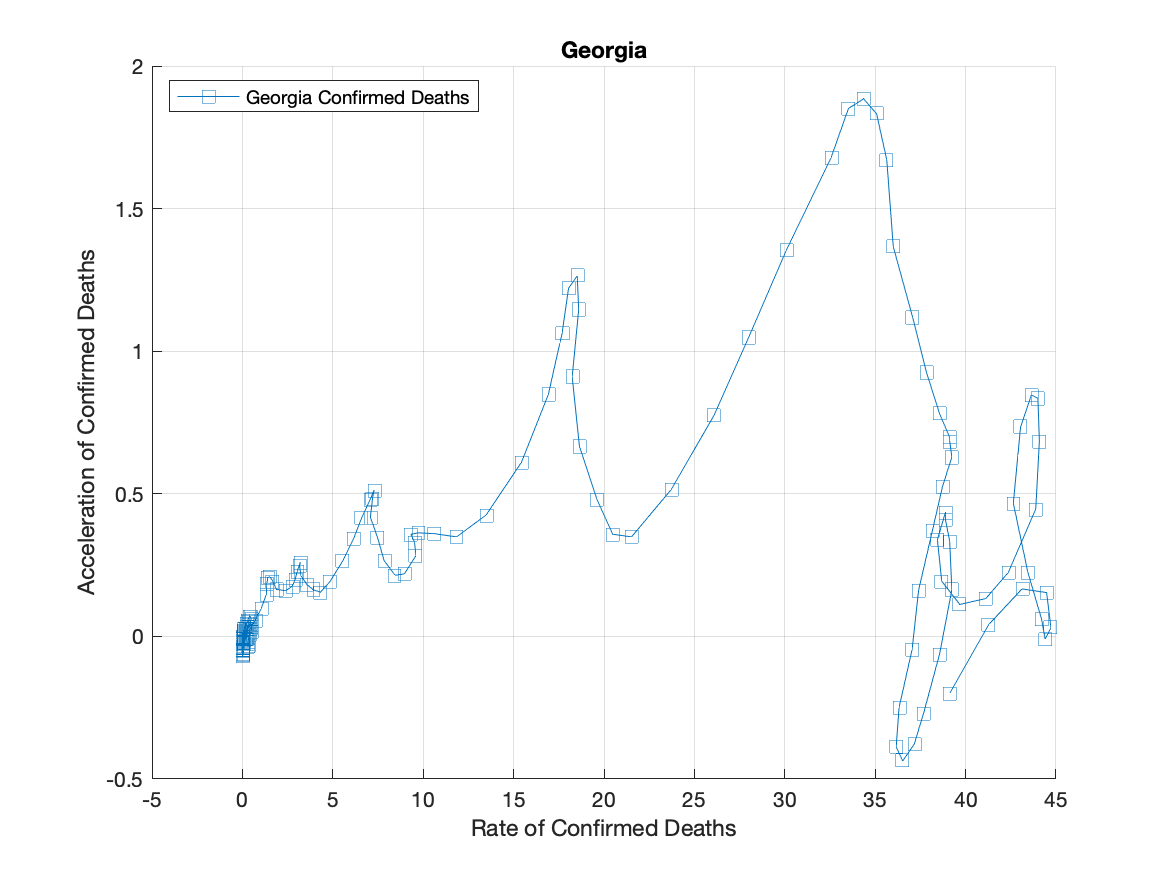 Georgia
Georgia Confirmed Deaths
Acceleration of Confirmed Deaths
2
1.5
1
0.5
0
-0.5
-5 0 5 10 15 20 25 30 35 40 45
Rate of Confirmed Deaths